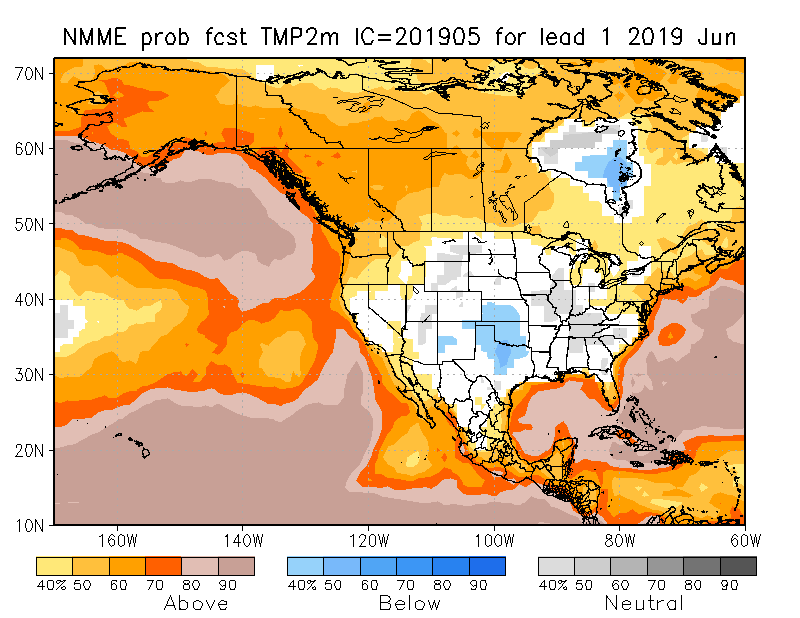 NMME prob fcst TMP2m IC=201905 for lead 1 2019 Jun
70N
60N
50N
40N
30N
20N
10N
160W 140W 120W 100W 80W 60W
40% 50 60 70 80 90
Above
40% 50 60 70 80 90
Below
40% 50 60 70 80 90
Neutral